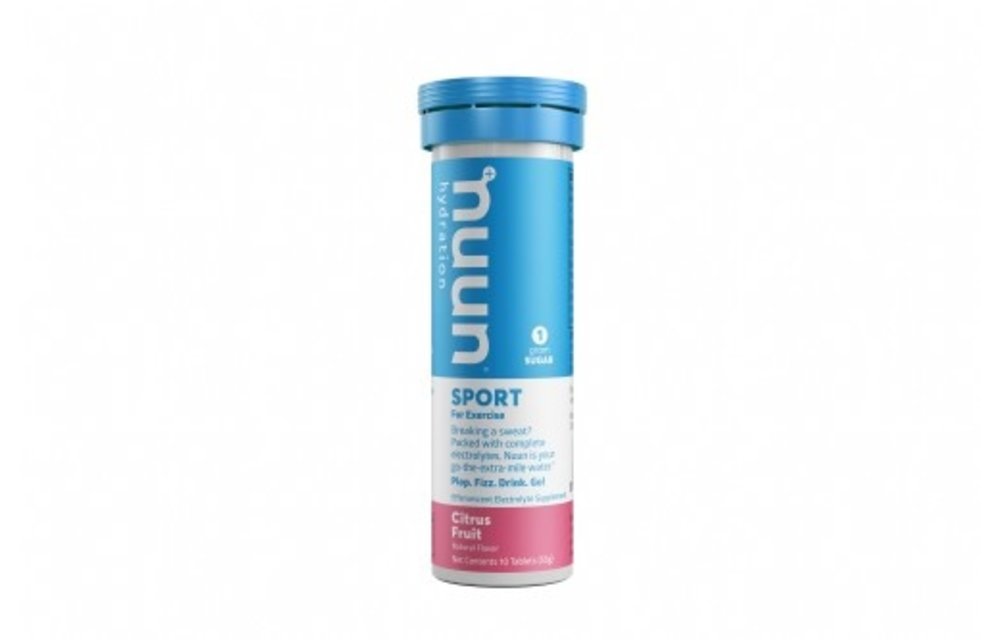 nuun
hydration
1
gram
SUGAR
SPORT
For Exercise
Breaking a sweat?
Packed with complete
electrolytes, Nuun is your
go-the-extra-mile water
Plop. Fizz. Drink. Go!
Effervescent Electrolyte Supplement
Citrus
Fruit
Natural Flavor
Net Contents 10 Tablets